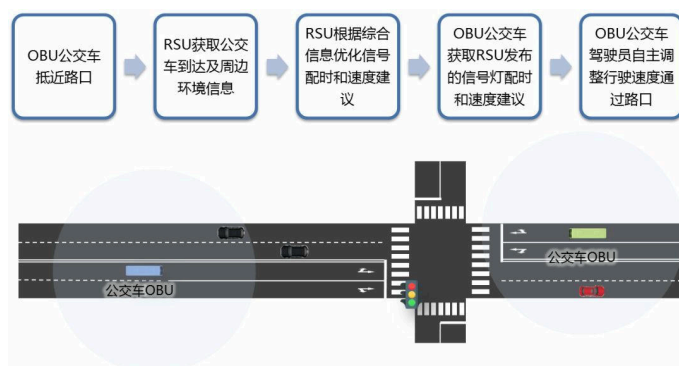 OBU公交车
抵近路口
RSU获取公交
车到达及周边
环境信息
RSU根据综合
信息优化信号
配时和速度建
议
OBU公交车
获取RSU发布
的信号灯配时
和速度建议
OBU公交车
驾驶员自主调
整行驶速度通
过路口
公交车OBU
公交车OBU